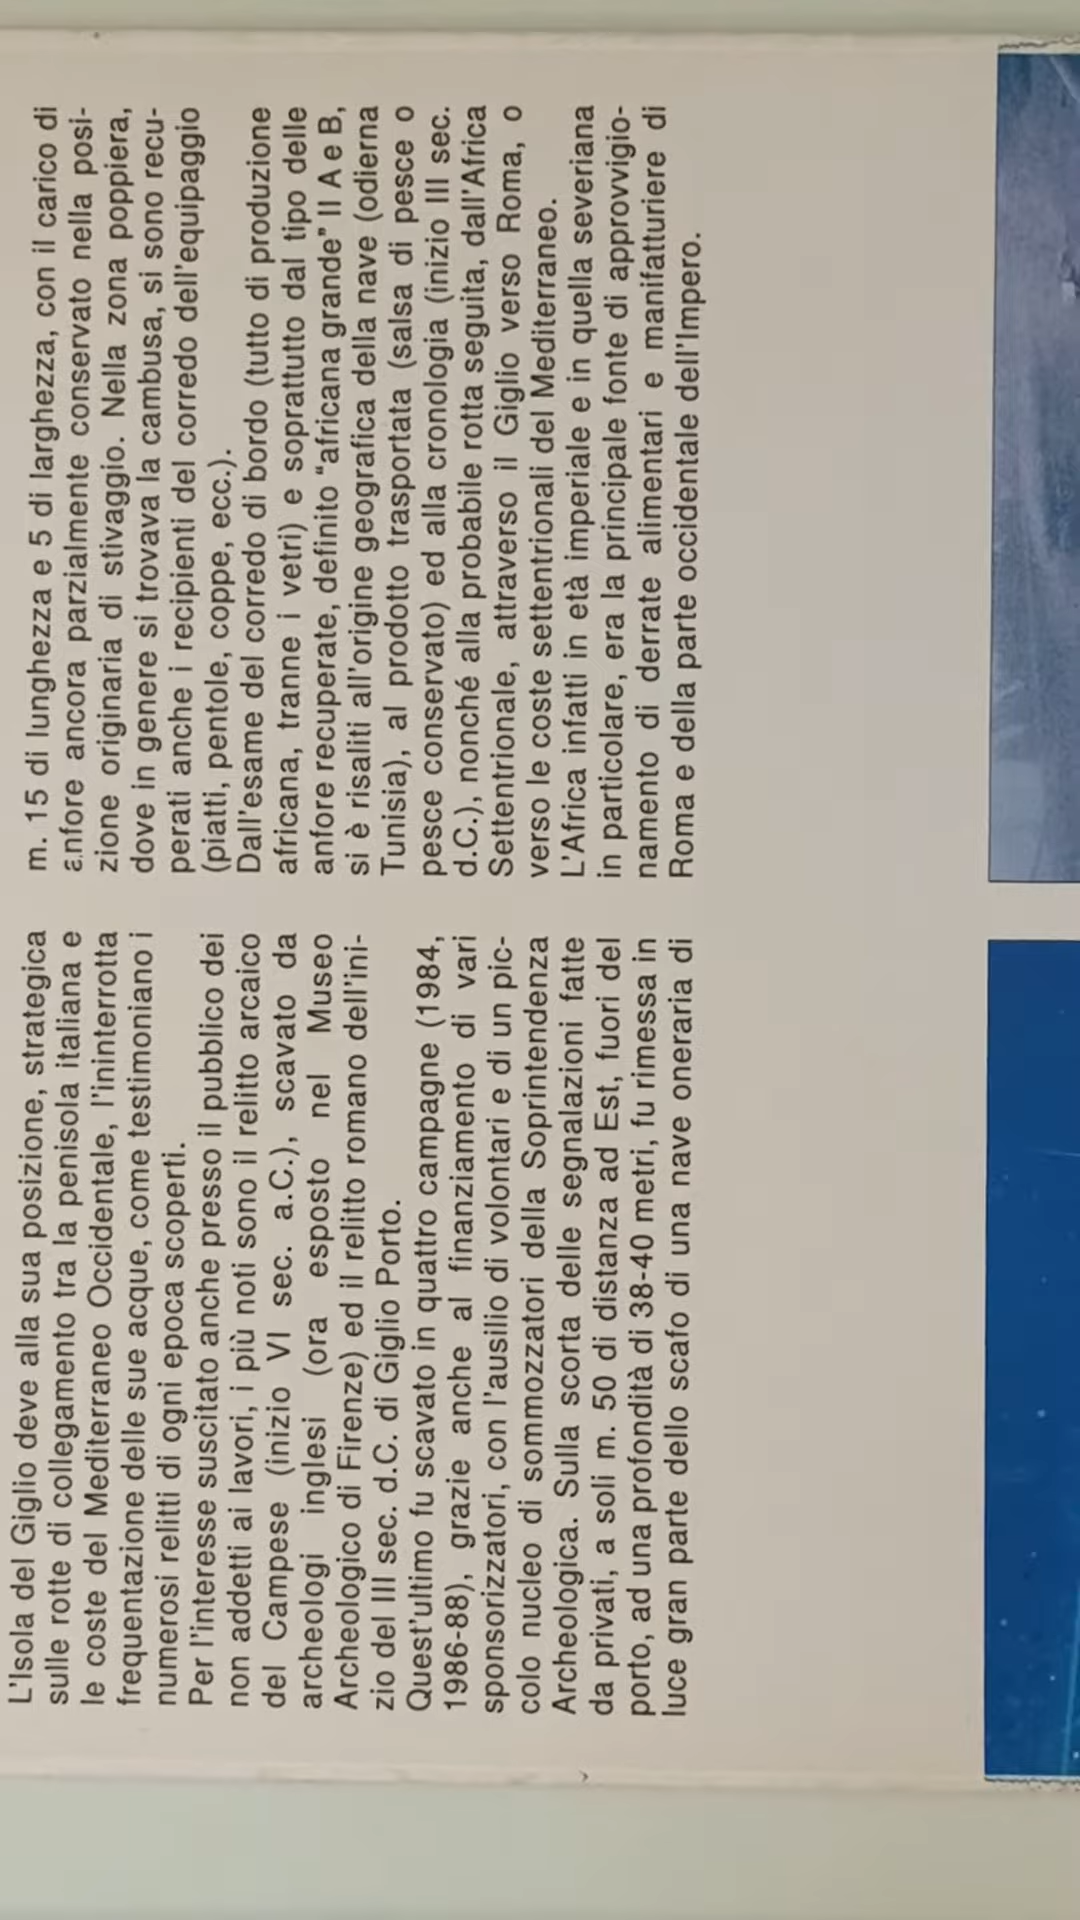 L'Isola del Giglio deve alla sua posizione, strategica
sulle rotte di collegamento tra la penisola italiana e
le coste del Mediterraneo Occidentale, l'ininterrotta
frequentazione delle sue acque, come testimoniano i
numerosi relitti di ogni epoca scoperti.
Per l'interesse suscitato anche presso il pubblico dei
non addetti ai lavori, i più noti sono il relitto arcaico
del Campese (inizio VI sec. a.C.), scavato da
archeologi inglesi (ora esposto nel Museo
Archeologico di Firenze) ed il relitto romano dell'ini-
zio del III sec. d.C. di Giglio Porto.
Quest'ultimo fu scavato in quattro campagne (1984,
1986-88), grazie anche al finanziamento di vari
sponsorizzatori, con l'ausilio di volontari e di un pic-
colo nucleo di sommozzatori della Soprintendenza
Archeologica. Sulla scorta delle segnalazioni fatte
da privati, a soli m. 50 di distanza ad Est, fuori del
porto, ad una profondità di 38-40 metri, fu rimessa in
luce gran parte dello scafo di una nave oneraria di
m. 15 di lunghezza e 5 di larghezza, con il carico di
anfore ancora parzialmente conservato nella posi-
zione originaria di stivaggio. Nella zona poppiera,
dove in genere si trovava la cambusa, si sono recu-
perati anche i recipienti del corredo dell'equipaggio
(piatti, pentole, coppe, ecc.).
Dall'esame del corredo di bordo (tutto di produzione
africana, tranne i vetri) e soprattutto dal tipo delle
anfore recuperate, definito "africana grande" II A e B,
si è risaliti all'origine geografica della nave (odierna
Tunisia), al prodotto trasportata (salsa di pesce o
pesce conservato) ed alla cronologia (inizio III sec.
d.C.), nonché alla probabile rotta seguita, dall'Africa
Settentrionale, attraverso il Giglio verso Roma, o
verso le coste settentrionali del Mediterraneo.
L'Africa infatti in età imperiale e in quella severiana
in particolare, era la principale fonte di approvvigio-
namento di derrate alimentari e manifatturiere di
Roma e della parte occidentale dell'Impero.